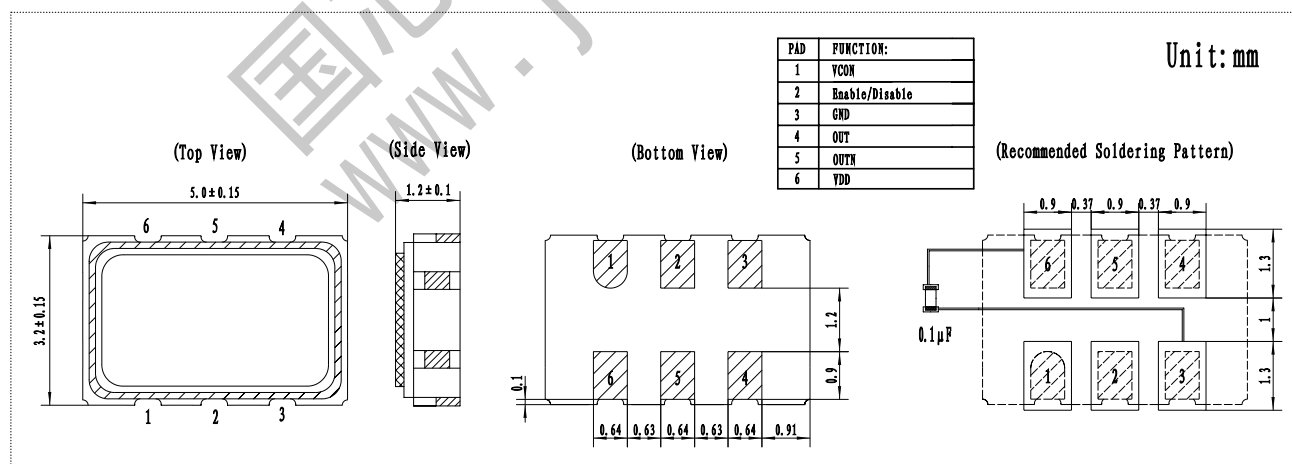 国芯
www.j
Unit:mm
PAD FUNCTION:
1 VCON
2 Enable/Disable
3 GND
4 OUT
5 OUTN
6 VDD
(Top View)
(Side View)
(Bottom View)
(Recommended Soldering Pattern)
5.0±0.15
1.2±0.1
3.2±0.15
6 5 4
1 2 3
1 2 3
6 5 4
1.2
0.9
0.1
0.64 0.63 0.64 0.63 0.64 0.91
0.9 0.37 0.9 0.37 0.9
6 5 4
1 2 3
1.3
1
1.3
0.1μF